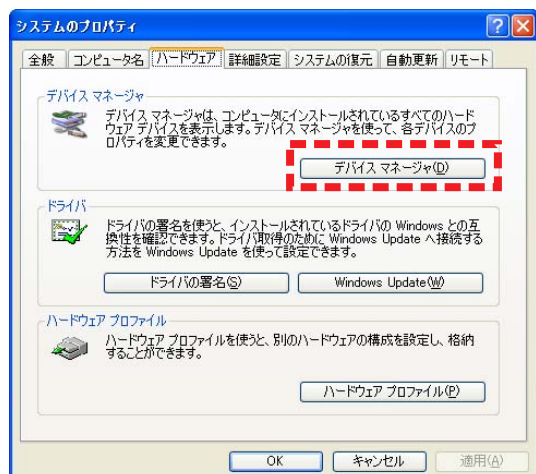 システムのプロパティ
全般 コンピュータ名 ハードウェア 詳細設定 システムの復元 自動更新 リモート
デバイス マネージャ
デバイス マネージャは、コンピュータにインストールされているすべてのハード
ウェア デバイスを表示します。デバイス マネージャを使って、各デバイスのプ
ロパティを変更できます。
デバイス マネージャ(D)
ドライバ
ドライバの署名を使うと、インストールされているドライバの Windows との互
換性を確認できます。ドライバ取得のために Windows Update へ接続する
方法を Windows Update を使って設定できます。
ドライバの署名(S) Windows Update(W)
ハードウェア プロファイル
ハードウェア プロファイルを使うと、別のハードウェアの構成を設定し、格納
することができます。
ハードウェア プロファイル(P)
OK キャンセル 適用(A)